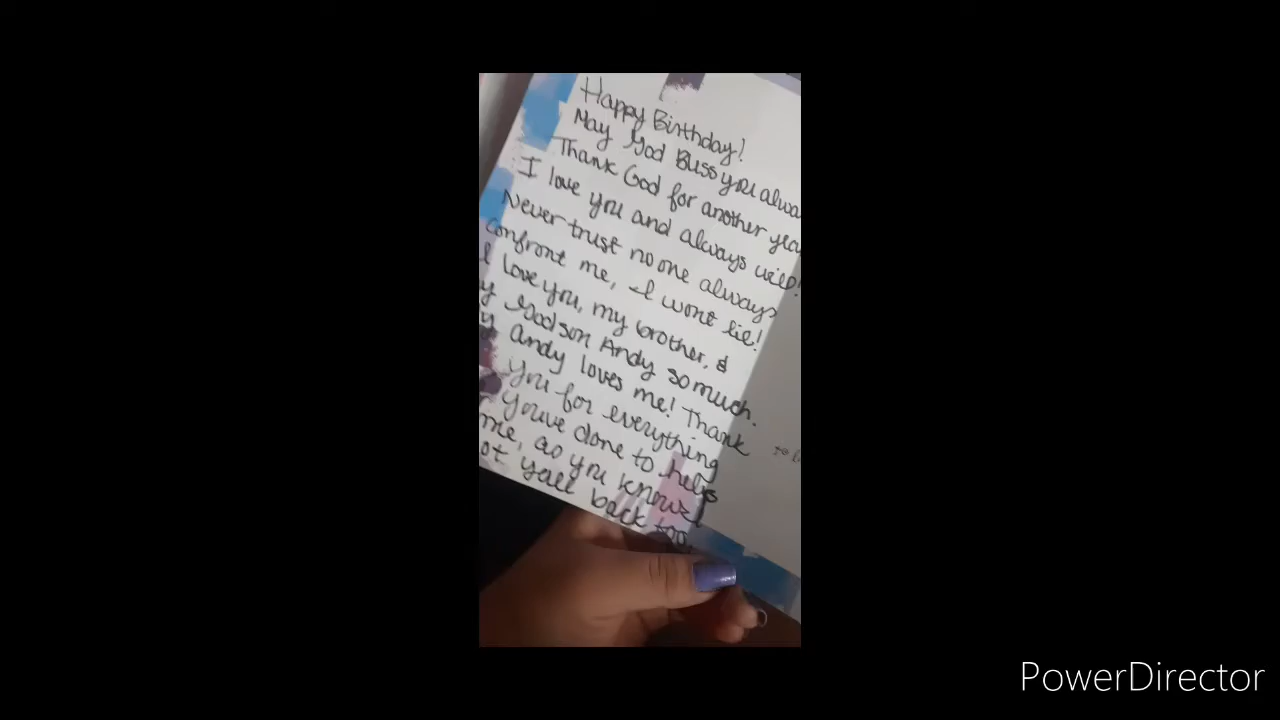 Happy Birthday!
May God Bless you alwa
Thank God for another yea
I love you and always will!
Never trust no one always
confront me, I wont lie!
I love you, my brother, &
y Godson Andy so much.
y Andy loves me! Thank
you for everything
youve done to help
me, as you know I
ot yall back too
to b
PowerDirector